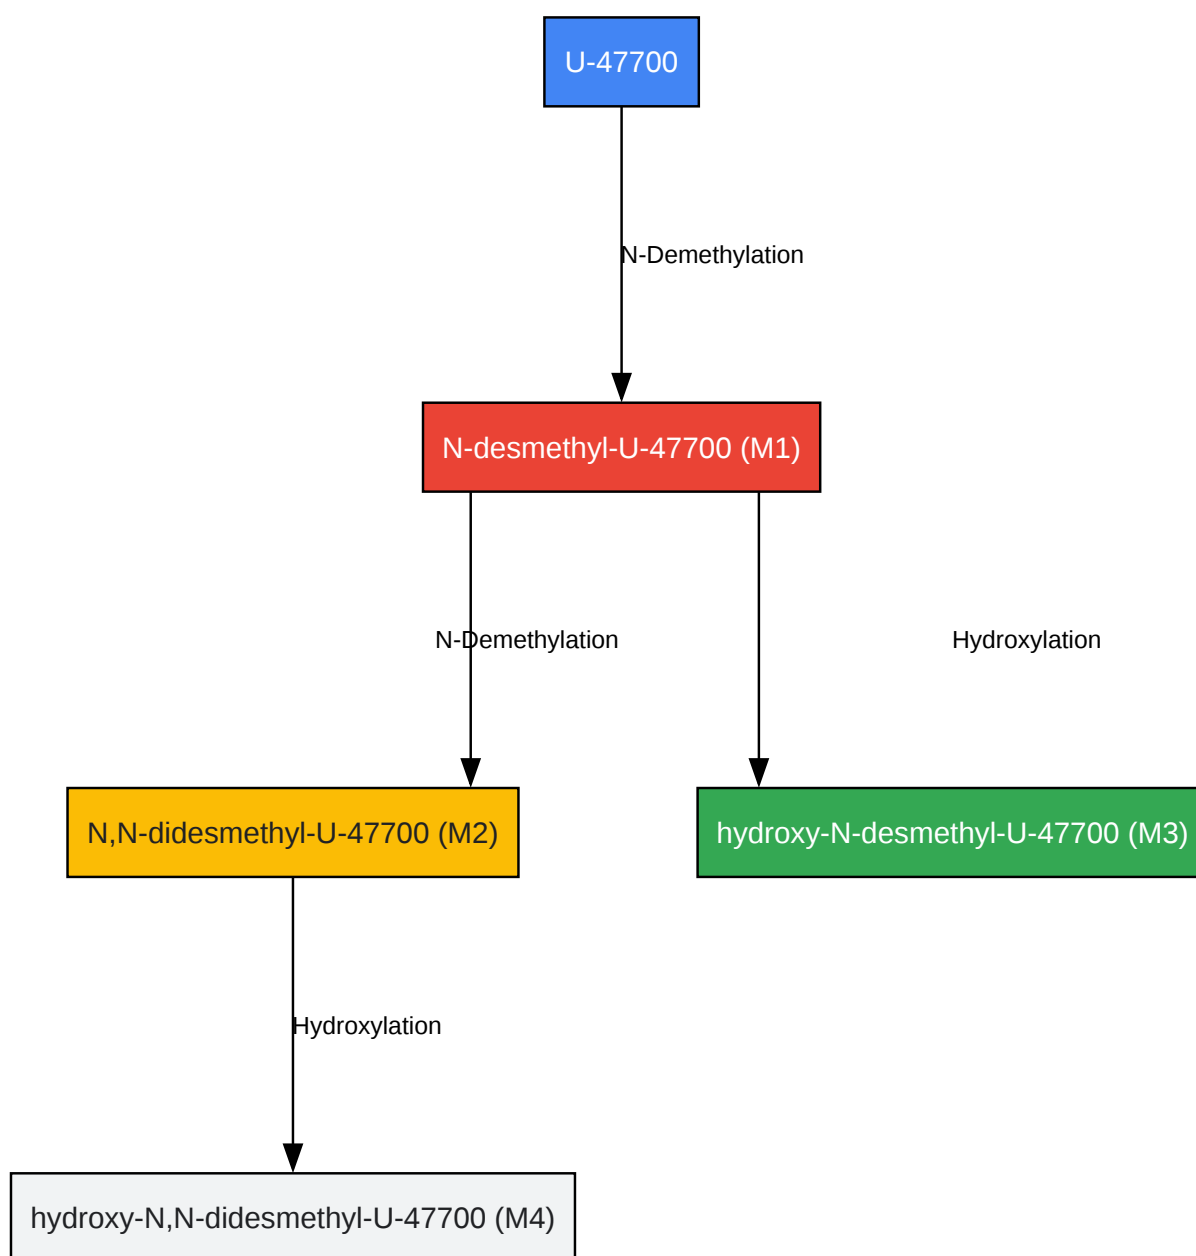 U-47700
N-Demethylation
N-desmethyl-U-47700 (M1)
N-Demethylation
Hydroxylation
N,N-didesmethyl-U-47700 (M2)
hydroxy-N-desmethyl-U-47700 (M3)
Hydroxylation
hydroxy-N,N-didesmethyl-U-47700 (M4)